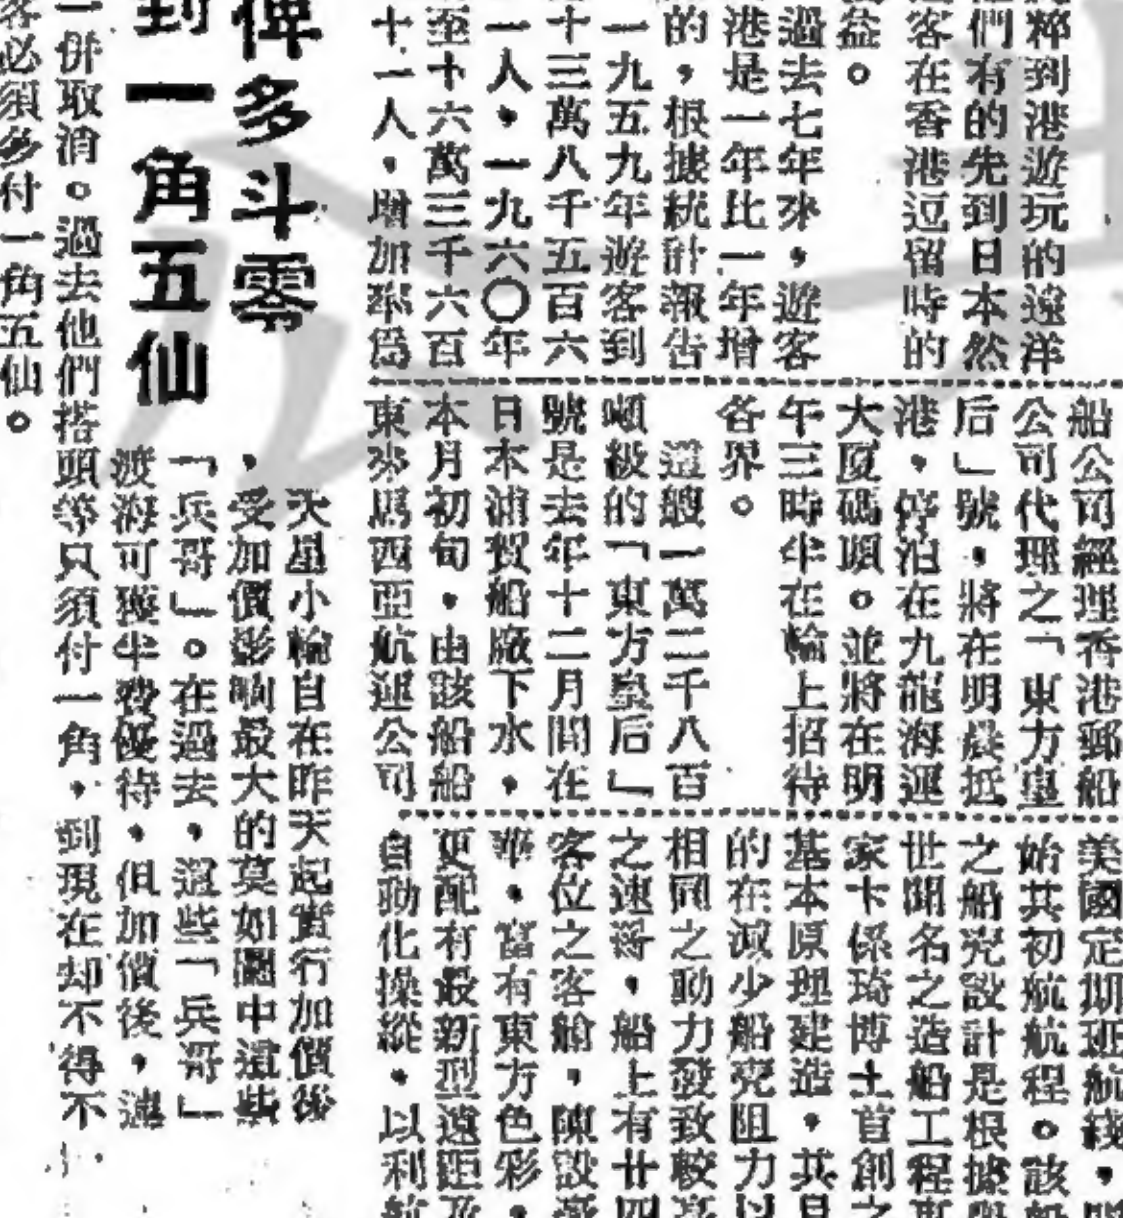 粹到港遊玩的遠洋
們有的先到日本然
客在香港逗留時的
益。
過去七年來，遊客
港是一年比一年增
的，根據統計報告
一九五九年遊客到
十三萬八千五百六
一人，一九六〇年
至十六萬三千六百
十一人，增加率為
船公司經理香港郵船
公司代理之「東方皇
后」號，將在明晨抵
港，停泊在九龍海運
大厦碼頭。並將在明
午三時半在輪上招待
各界。
這艘一萬二千八百
噸級的「東方皇后」
號是去年十二月間在
日本浦賀船廠下水，
本月初旬，由該船船
東來馬西亞航運公司
美國定期班航綫，
始其初航航程。該船
之船売設計是根據
世聞名之造船工程
家卡係琦博士首創之
基本原理建造，其目
的在減少船売阻力以
相同之動力發致較高
之速率，船上有廿四
客位之客艙，陳設
華，富有東方色彩，
更配有最新型遠距
自動化操縱，以利航
俾多斗零
到一角五仙
天星小輪自在昨天起實行加價後
，受加價影响最大的莫如圖中這些
「兵哥」。在過去，這些「兵哥」
渡海可獲半費優待，但加價後，連
一併取消。過去他們搭頭等只須付一角，到現在却不得不
客必須多付一角五仙。